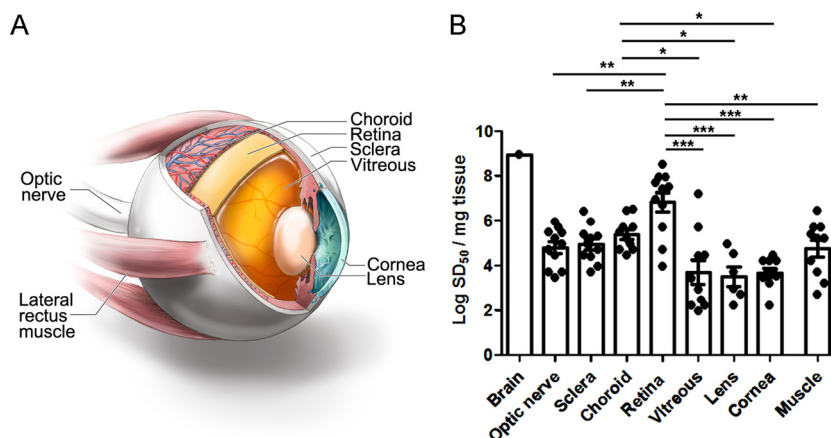 A
Choroid
Retina
Sclera
Vitreous
Optic
nerve
Cornea
Lens
Lateral
rectus
muscle
B
*
*
*
**
**
**
***
***
***
Log SD50 / mg tissue
10
8
6
4
2
0
Brain
Optic nerve
Sclera
Choroid
Retina
Vitreous
Lens
Cornea
Muscle